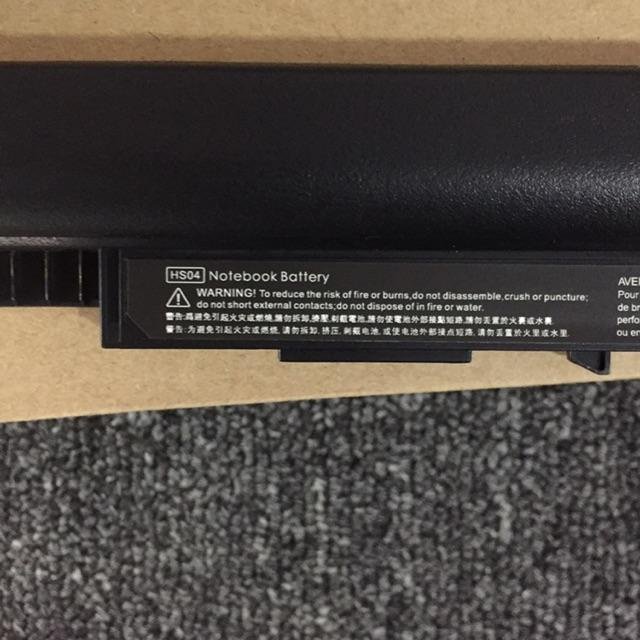 HS04 Notebook Battery
WARNING! To reduce the risk of fire or burns,do not disassemble,crush or puncture;
do not short external contacts;do not dispose of in fire or water.
警告:爲避免引起火灾或燃燒,請勿拆卸,擠壓,刺戳電池,請勿使電池外部接點短路,請勿丟置於火裏或水裏
警告:为避免引起火灾或燃烧,请勿拆卸,挤压,刺戳电池,或使电池外部接点短路,请勿丢置于火里或水里.
AVE
Pour
de br
perfo
ou en